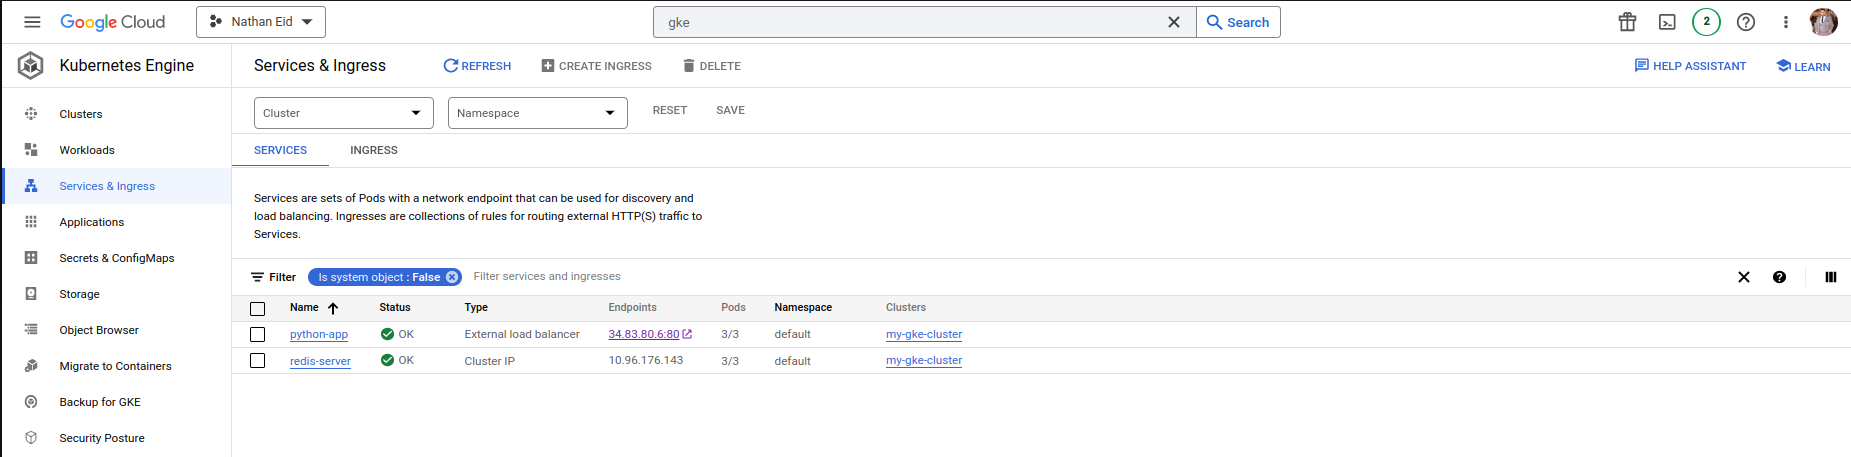 Google Cloud
Nathan Eid
gke
Search
2
Kubernetes Engine
Services & Ingress
REFRESH
CREATE INGRESS
DELETE
HELP ASSISTANT
LEARN
Clusters
Workloads
Services & Ingress
Applications
Secrets & ConfigMaps
Storage
Object Browser
Migrate to Containers
Backup for GKE
Security Posture
Cluster
Namespace
RESET
SAVE
SERVICES
INGRESS
Services are sets of Pods with a network endpoint that can be used for discovery and
load balancing. Ingresses are collections of rules for routing external HTTP(S) traffic to
Services.
Filter
Is system object : False
Filter services and ingresses
Name Status Type Endpoints Pods Namespace Clusters
python-app OK External load balancer 34.83.80.6:80 3/3 default my-gke-cluster
redis-server OK Cluster IP 10.96.176.143 3/3 default my-gke-cluster